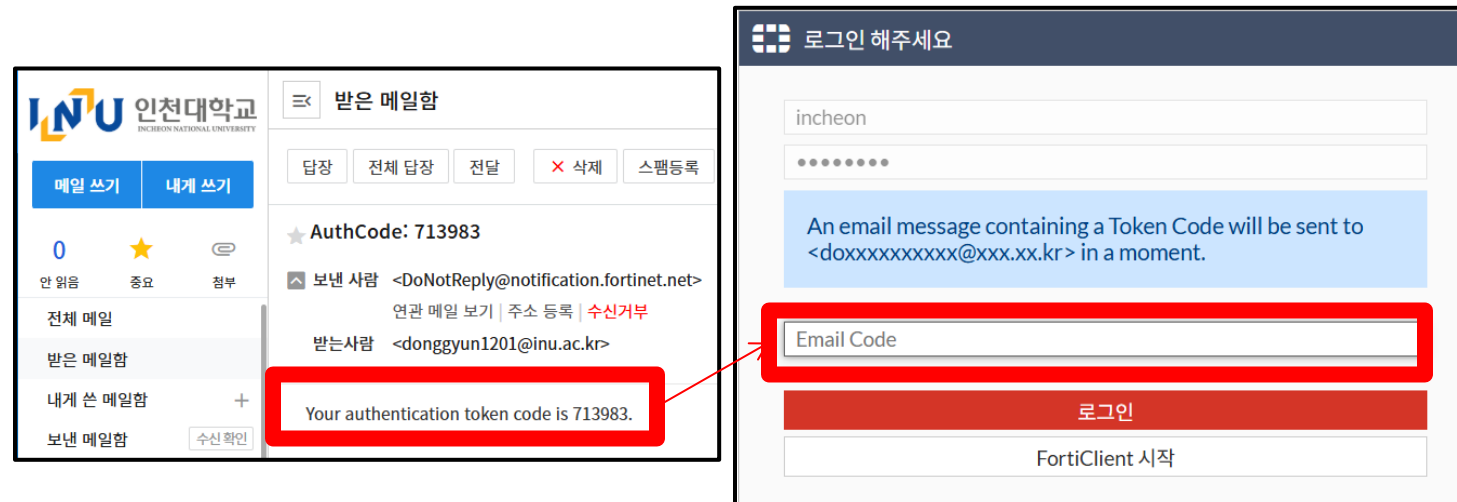 INU 인천대학교
INCHEON NATIONAL UNIVERSITY
메일 쓰기 내게 쓰기
0
안 읽음 중요 첨부
전체 메일
받은 메일함
내게 쓴 메일함 +
보낸 메일함 수신 확인
받은 메일함
답장 전체 답장 전달 × 삭제 스팸등록
AuthCode: 713983
보낸 사람 <DoNotReply@notification.fortinet.net>
연관 메일 보기 | 주소 등록 | 수신거부
받는사람 <donggyun1201@inu.ac.kr>
Your authentication token code is 713983.
로그인 해주세요
incheon
••••••••
An email message containing a Token Code will be sent to
<doxxxxxxxxxx@xxx.xx.kr> in a moment.
Email Code
로그인
FortiClient 시작